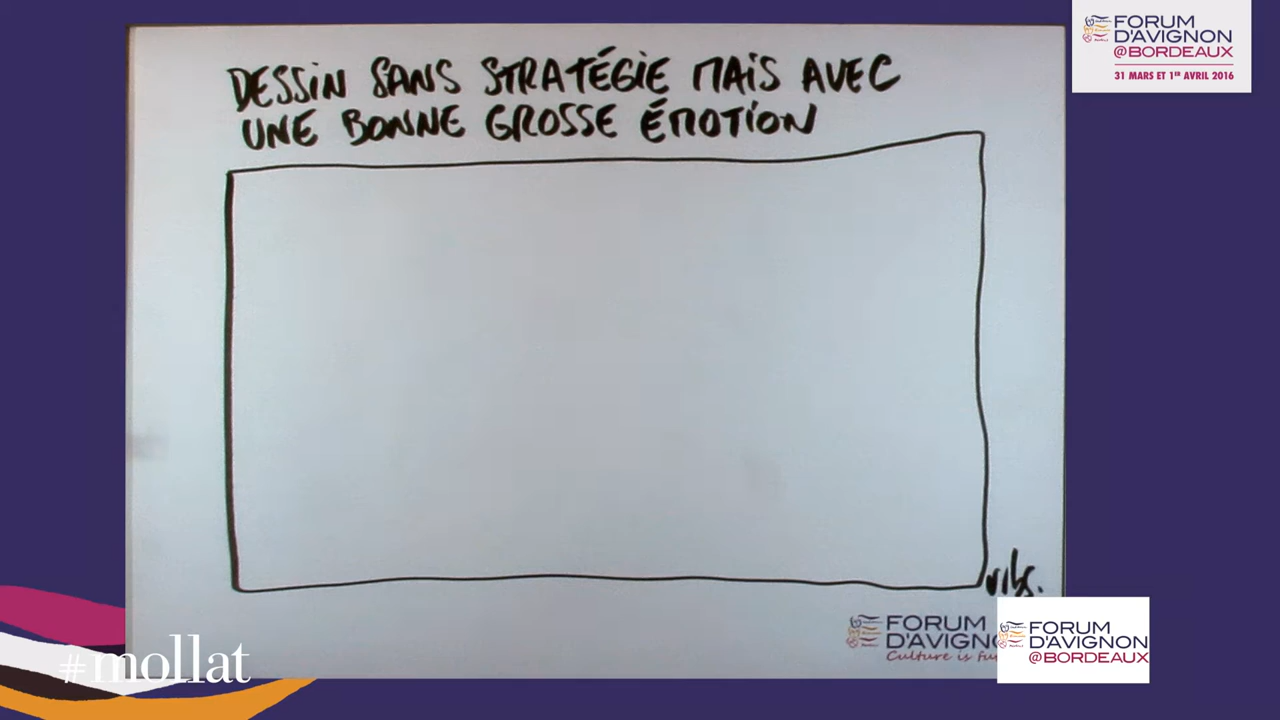 FORUM
D'AVIGNON
@BORDEAUX
31 MARS ET 1ER AVRIL 2016
DESSIN SANS STRATÉGIE MAIS AVEC
UNE BONNE GROSSE ÉMOTION
FORUM
D'AVIGNO
Culture is fu
FORUM
D'AVIGNON
@BORDEAUX
#mollat